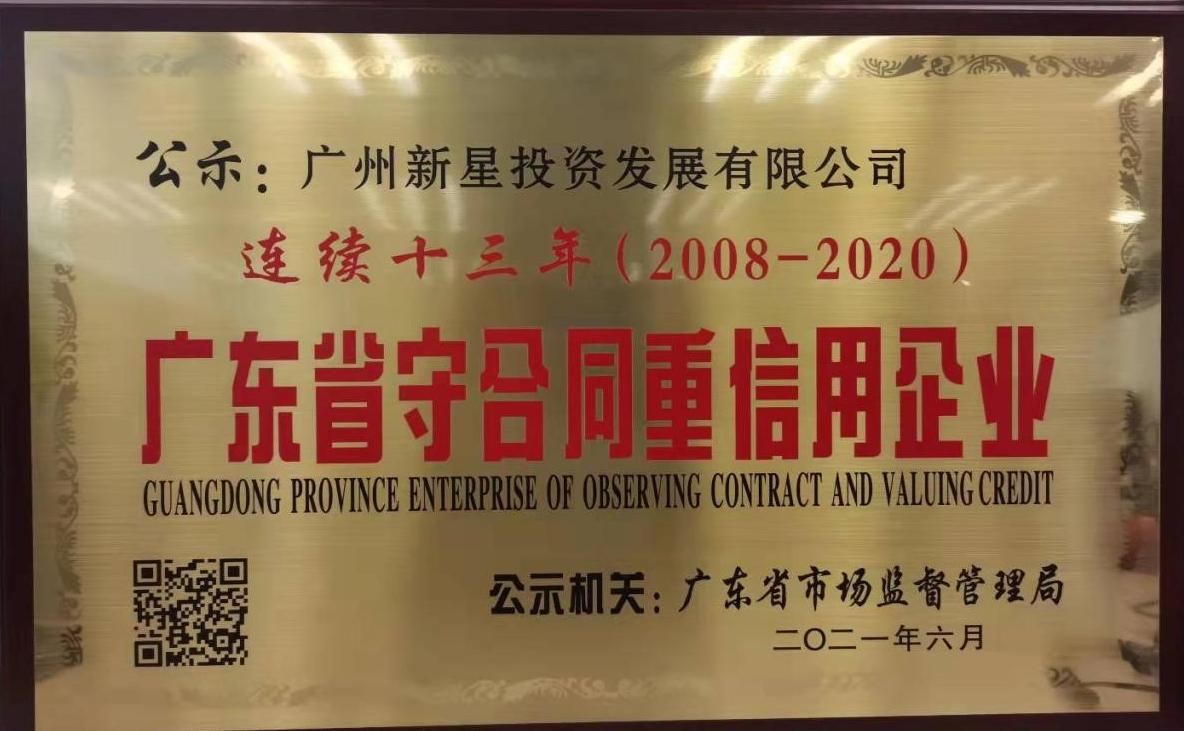 公示：广州新星投资发展有限公司
连续十三年（2008-2020）
广东省守合同重信用企业
GUANGDONG PROVINCE ENTERPRISE OF OBSERVING CONTRACT AND VALUING CREDIT
公示机关：广东省市场监督管理局
二〇二一年六月